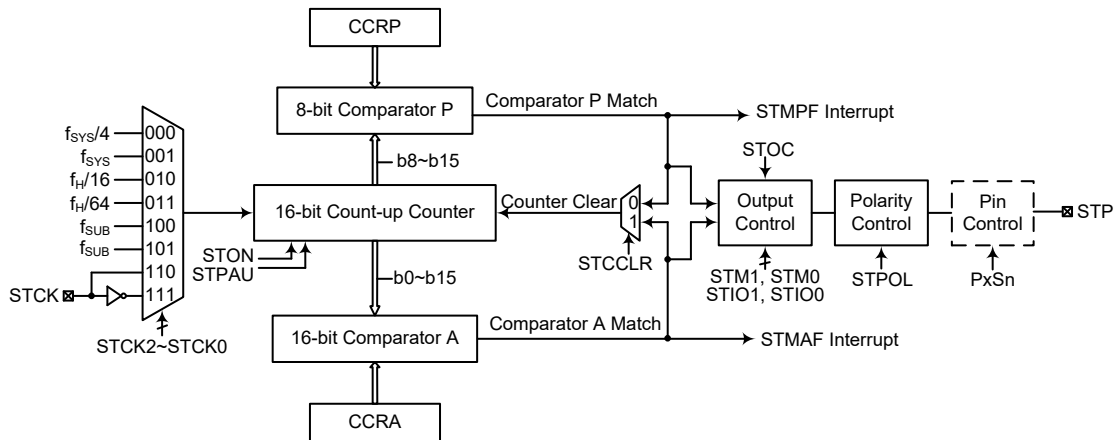 CCRP
8-bit Comparator P
Comparator P Match
STMPF Interrupt
b8~b15
fSYS/4
fSYS
fH/16
fH/64
fSUB
fSUB
000
001
010
011
100
101
110
111
STCK
STCK2~STCK0
16-bit Count-up Counter
STON
STPAU
Counter Clear
0
1
STCCLR
STOC
Output
Control
STM1, STM0
STIO1, STIO0
Polarity
Control
STPOL
Pin
Control
PxSn
STP
b0~b15
16-bit Comparator A
Comparator A Match
STMAF Interrupt
CCRA